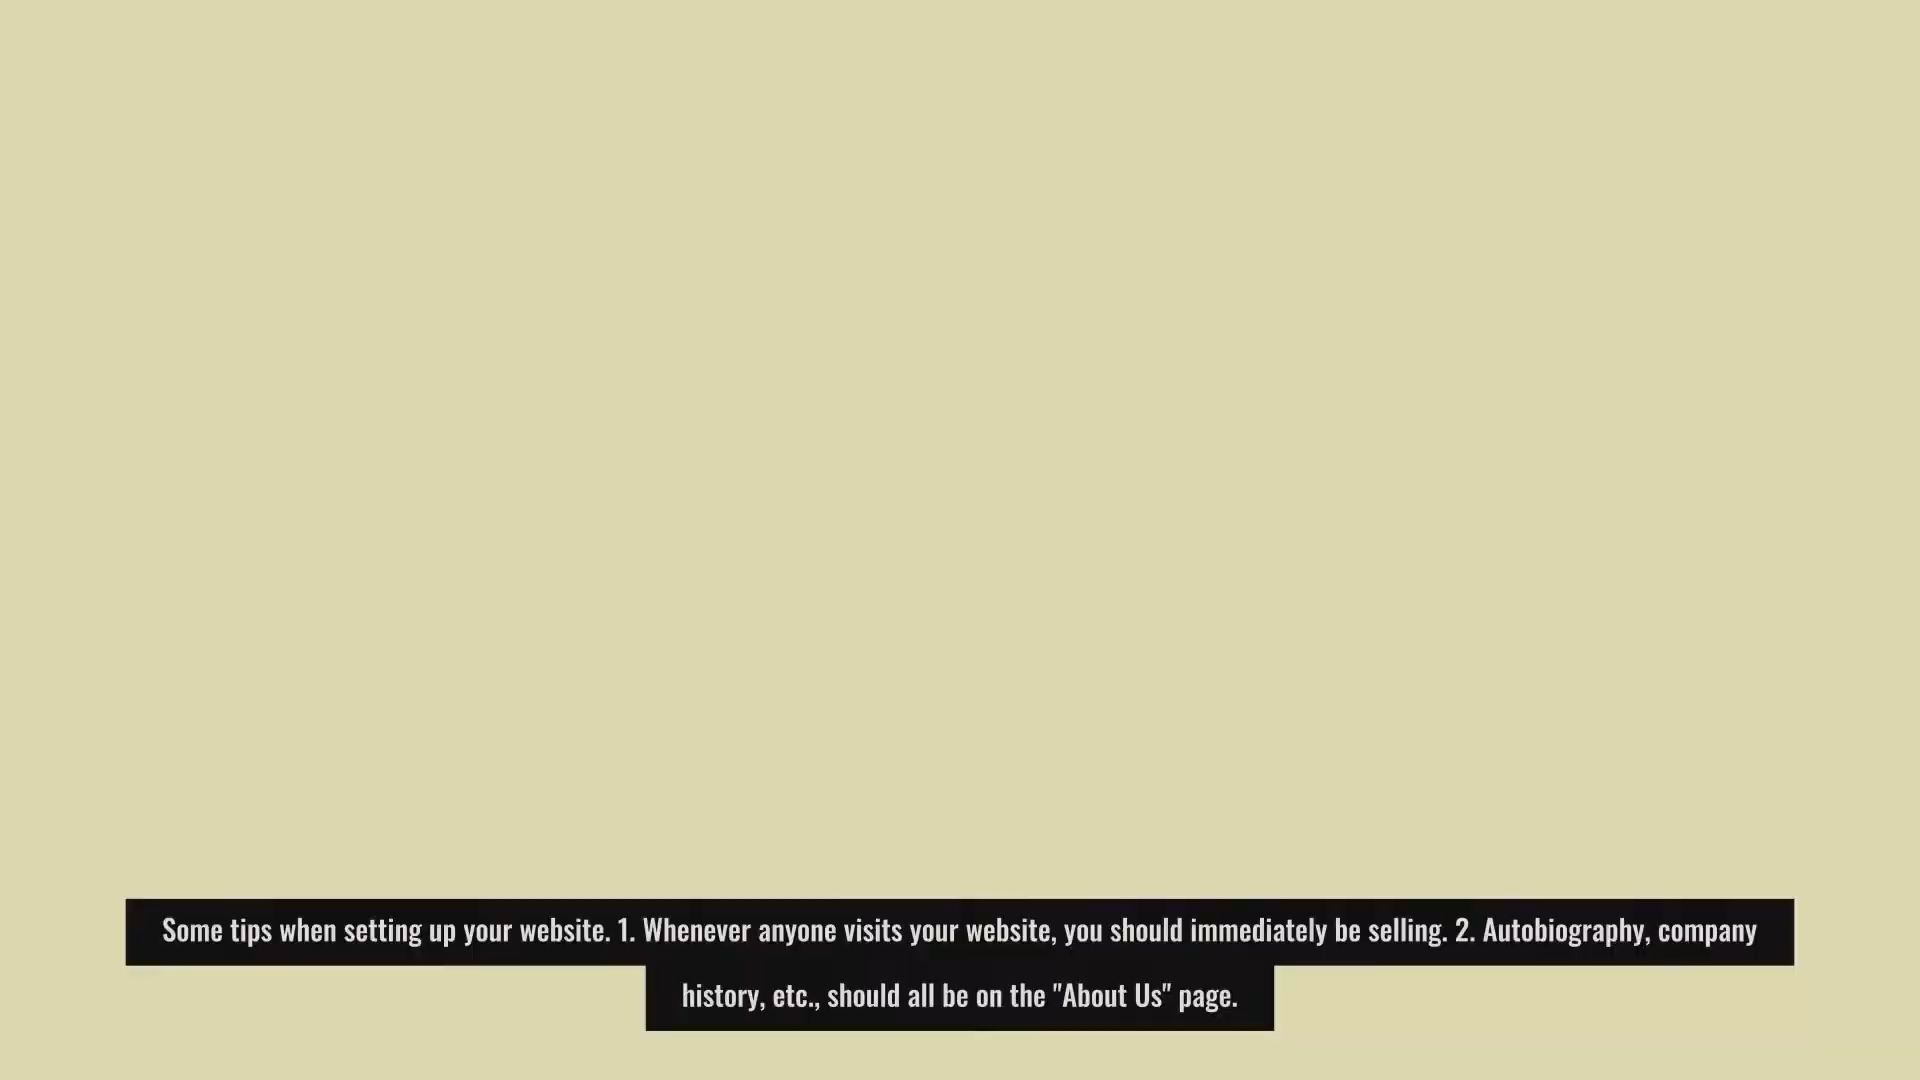 Some tips when setting up your website. 1. Whenever anyone visits your website, you should immediately be selling. 2. Autobiography, company
history, etc., should all be on the "About Us" page.